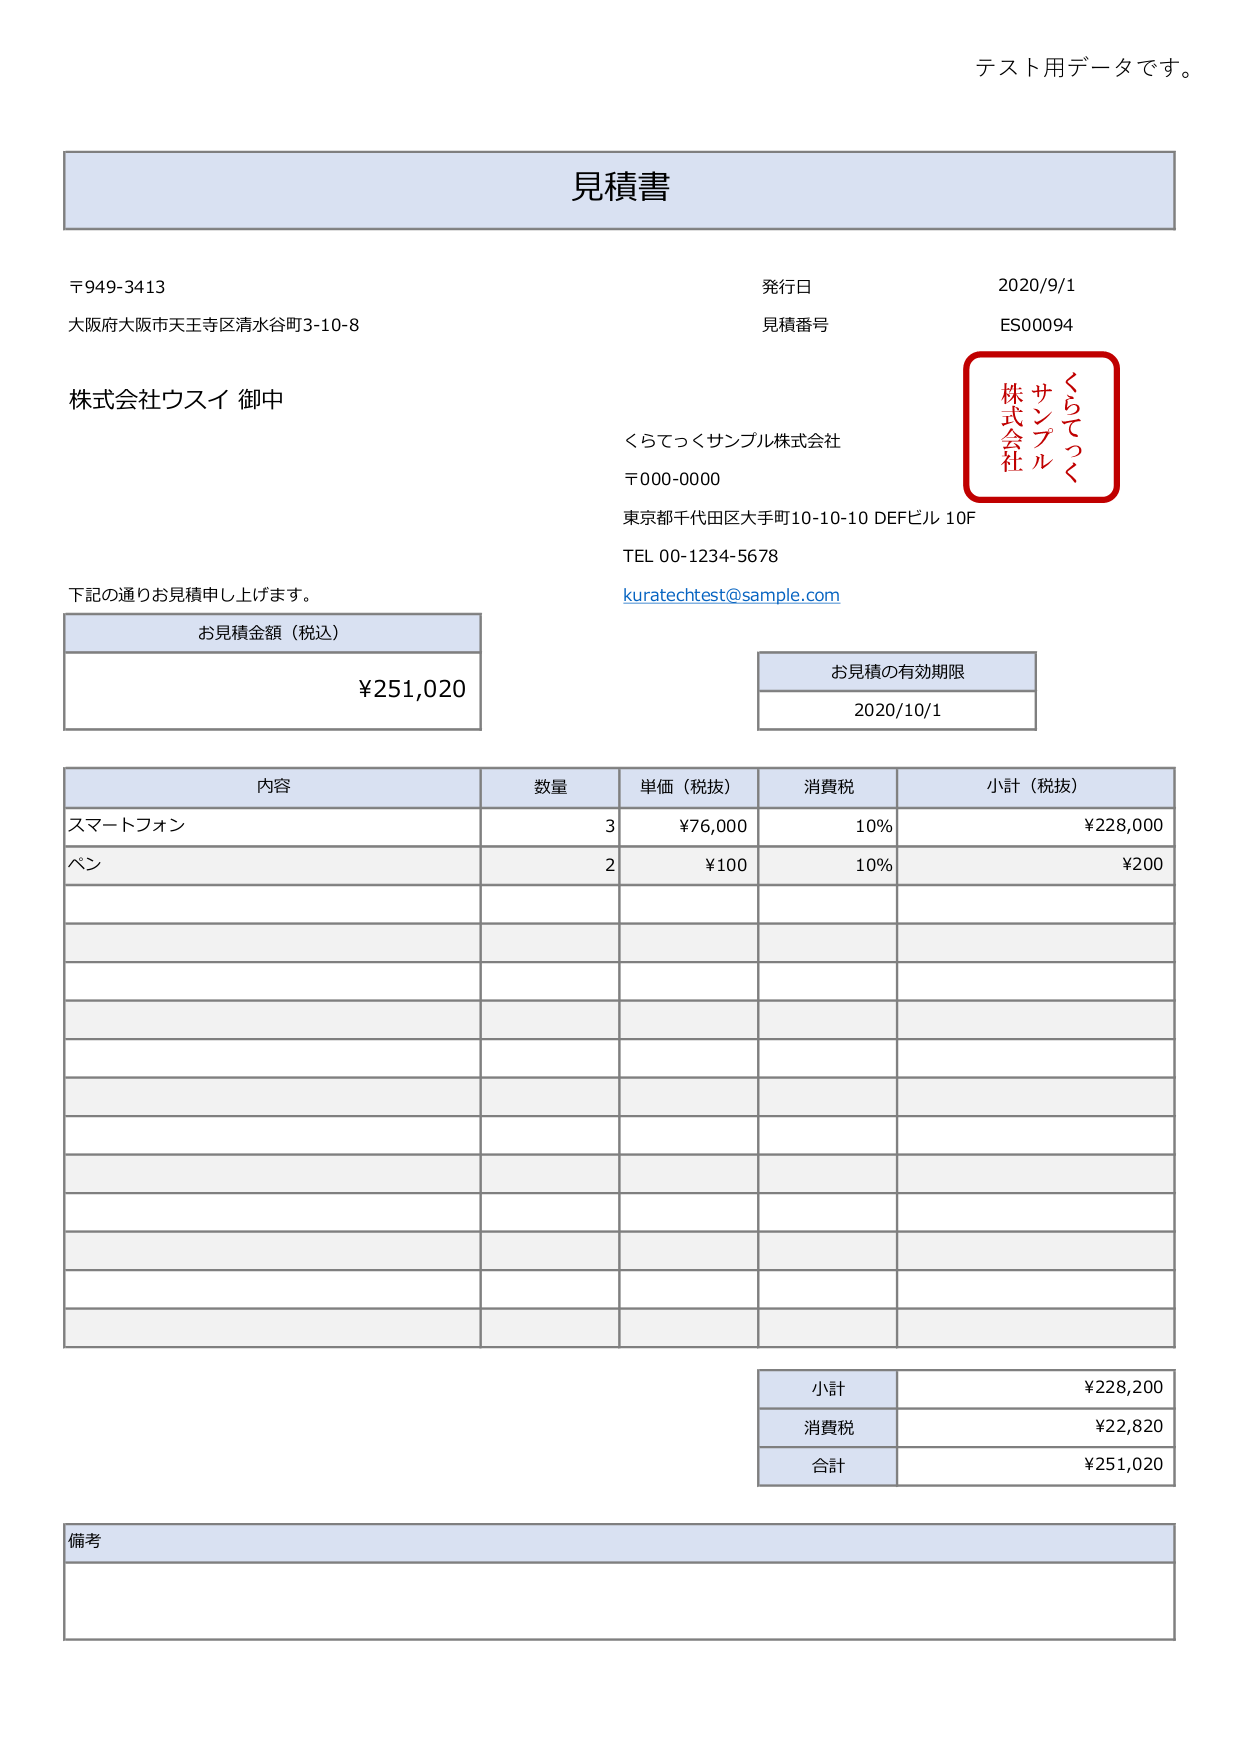 テスト用データです。
見積書
〒949-3413
発行日 2020/9/1
大阪府大阪市天王寺区清水谷町3-10-8
見積番号 ES00094
株式会社ウスイ 御中
くらてっく
サンプル
株式会社
くらてっくサンプル株式会社
〒000-0000
東京都千代田区大手町10-10-10 DEFビル 10F
TEL 00-1234-5678
下記の通りお見積申し上げます。
kuratechtest@sample.com
お見積金額（税込）
¥251,020
お見積の有効期限
2020/10/1
内容 数量 単価（税抜） 消費税 小計（税抜）
スマートフォン 3 ¥76,000 10% ¥228,000
ペン 2 ¥100 10% ¥200
小計 ¥228,200
消費税 ¥22,820
合計 ¥251,020
備考